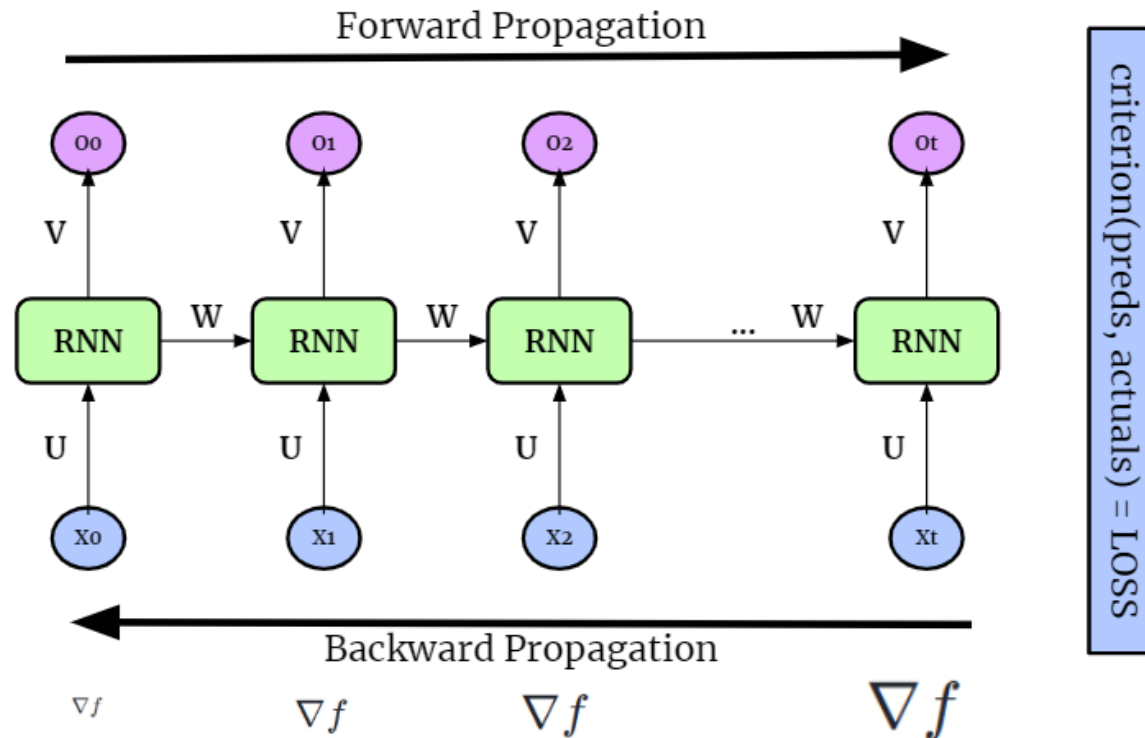 Forward Propagation
O0 O1 O2 Ot
V V V V
RNN W RNN W RNN ... W RNN
U U U U
X0 X1 X2 Xt
Backward Propagation
∇f ∇f ∇f ∇f
criterion(preds, actuals) = LOSS